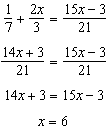 1/7 + 2x/3 = (15x − 3)/21
(14x + 3)/21 = (15x − 3)/21
14x + 3 = 15x − 3
x = 6